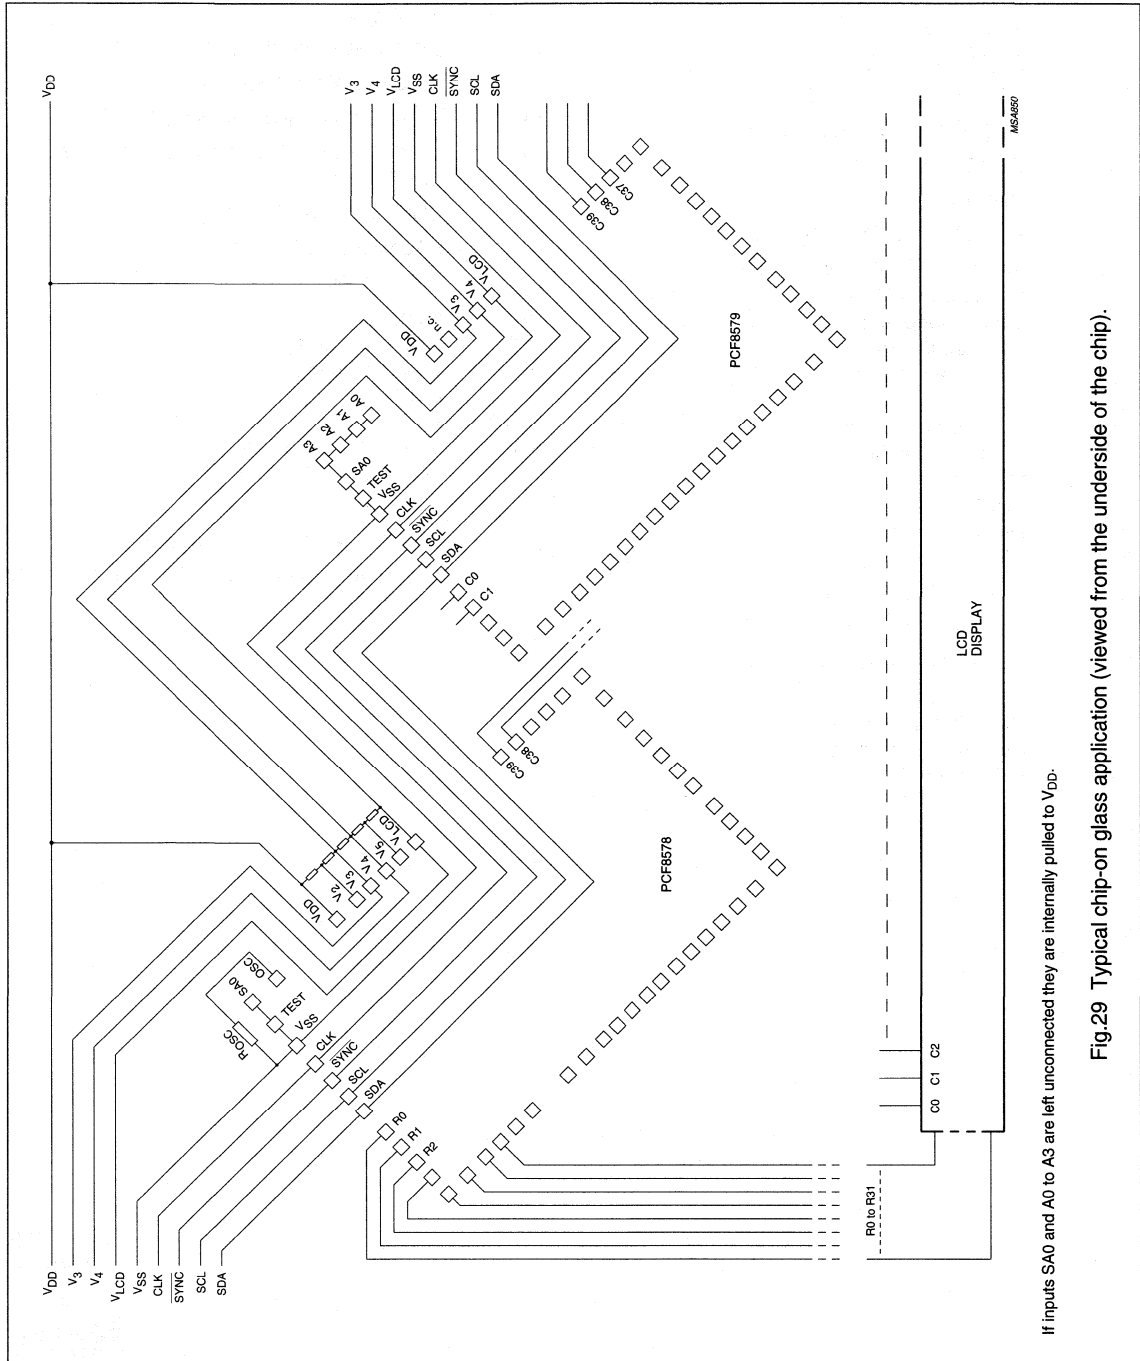 VDD
V3
V4
VLCD
VSS
CLK
SYNC
SCL
SDA
VDD
V3
V4
VLCD
VSS
CLK
SYNC
SCL
SDA
ROSC
OSC
SA0
TEST
VSS
CLK
SYNC
SCL
SDA
R0
R1
R2
VDD
V2
V3
V4
V5
VLCD
C39
C38
PCF8578
A3
A2
A1
A0
SA0
TEST
VSS
CLK
SYNC
SCL
SDA
C0
C1
VDD
n.c.
V3
V4
VLCD
C39
C38
C37
PCF8579
R0 to R31
C0
C1
C2
LCD
DISPLAY
MSA850
If inputs SA0 and A0 to A3 are left unconnected they are internally pulled to VDD.
Fig.29 Typical chip-on glass application (viewed from the underside of the chip).